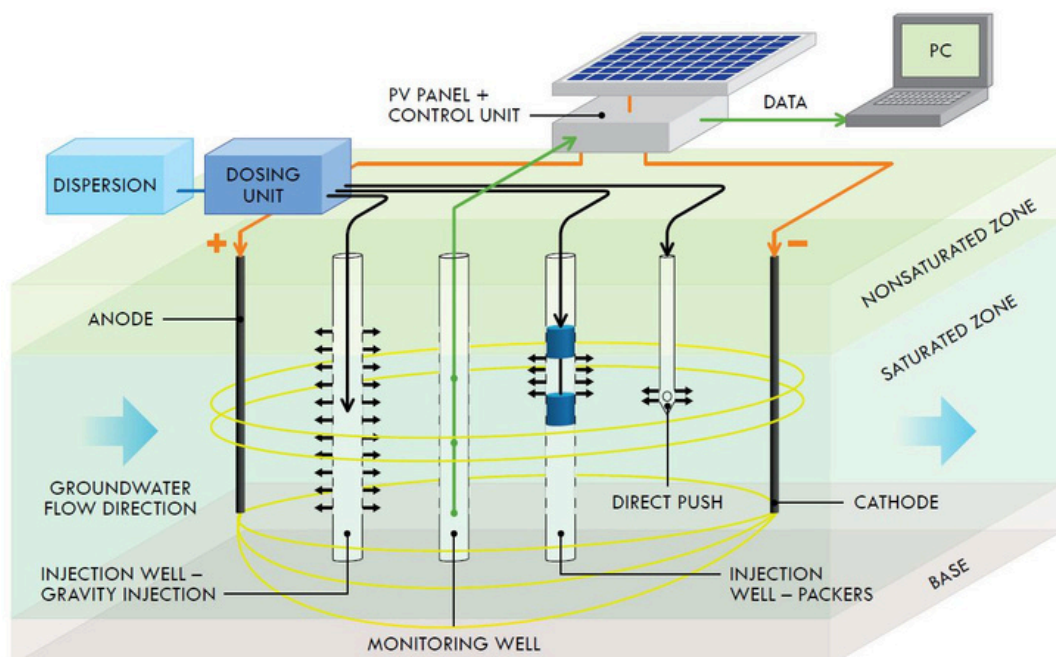 PC
PV PANEL +
CONTROL UNIT
DATA
DISPERSION
DOSING
UNIT
+
−
NONSATURATED ZONE
ANODE
SATURATED ZONE
GROUNDWATER
FLOW DIRECTION
DIRECT PUSH
CATHODE
INJECTION WELL –
GRAVITY INJECTION
INJECTION
WELL – PACKERS
BASE
MONITORING WELL